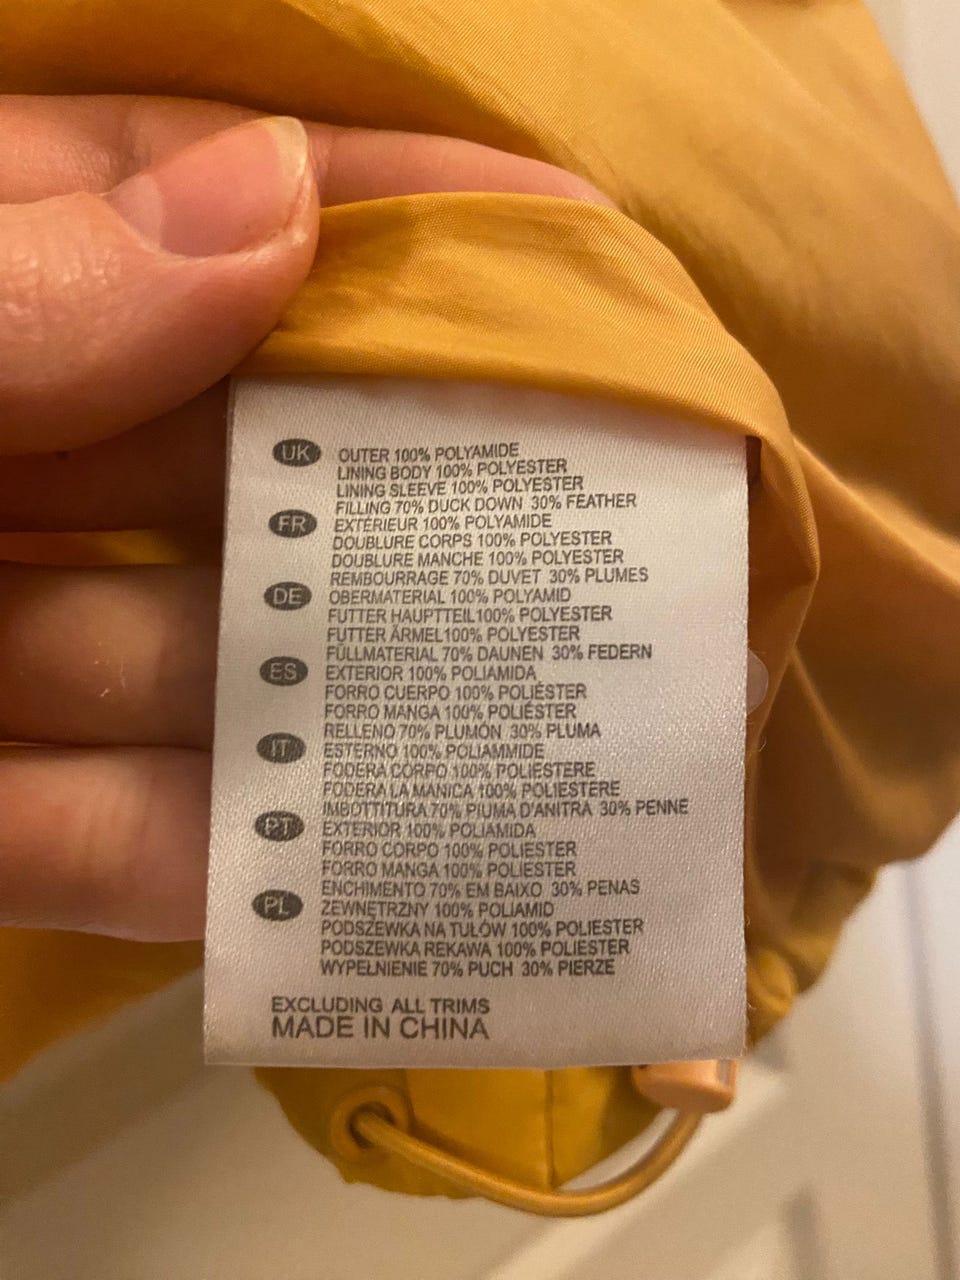 UK OUTER 100% POLYAMIDE
LINING BODY 100% POLYESTER
LINING SLEEVE 100% POLYESTER
FILLING 70% DUCK DOWN 30% FEATHER
FR EXTÉRIEUR 100% POLYAMIDE
DOUBLURE CORPS 100% POLYESTER
DOUBLURE MANCHE 100% POLYESTER
REMBOURRAGE 70% DUVET 30% PLUMES
DE OBERMATERIAL 100% POLYAMID
FUTTER HAUPTTEIL100% POLYESTER
FUTTER ÄRMEL100% POLYESTER
FÜLLMATERIAL 70% DAUNEN 30% FEDERN
ES EXTERIOR 100% POLIAMIDA
FORRO CUERPO 100% POLIÉSTER
FORRO MANGA 100% POLIÉSTER
RELLENO 70% PLUMÓN 30% PLUMA
IT ESTERNO 100% POLIAMMIDE
FODERA CORPO 100% POLIESTERE
FODERA LA MANICA 100% POLIESTERE
IMBOTTITURA 70% PIUMA D'ANITRA 30% PENNE
PT EXTERIOR 100% POLIAMIDA
FORRO CORPO 100% POLIESTER
FORRO MANGA 100% POLIESTER
ENCHIMENTO 70% EM BAIXO 30% PENAS
PL ZEWNĘTRZNY 100% POLIAMID
PODSZEWKA NA TUŁÓW 100% POLIESTER
PODSZEWKA REKAWA 100% POLIESTER
WYPEŁNIENIE 70% PUCH 30% PIERZE
EXCLUDING ALL TRIMS
MADE IN CHINA